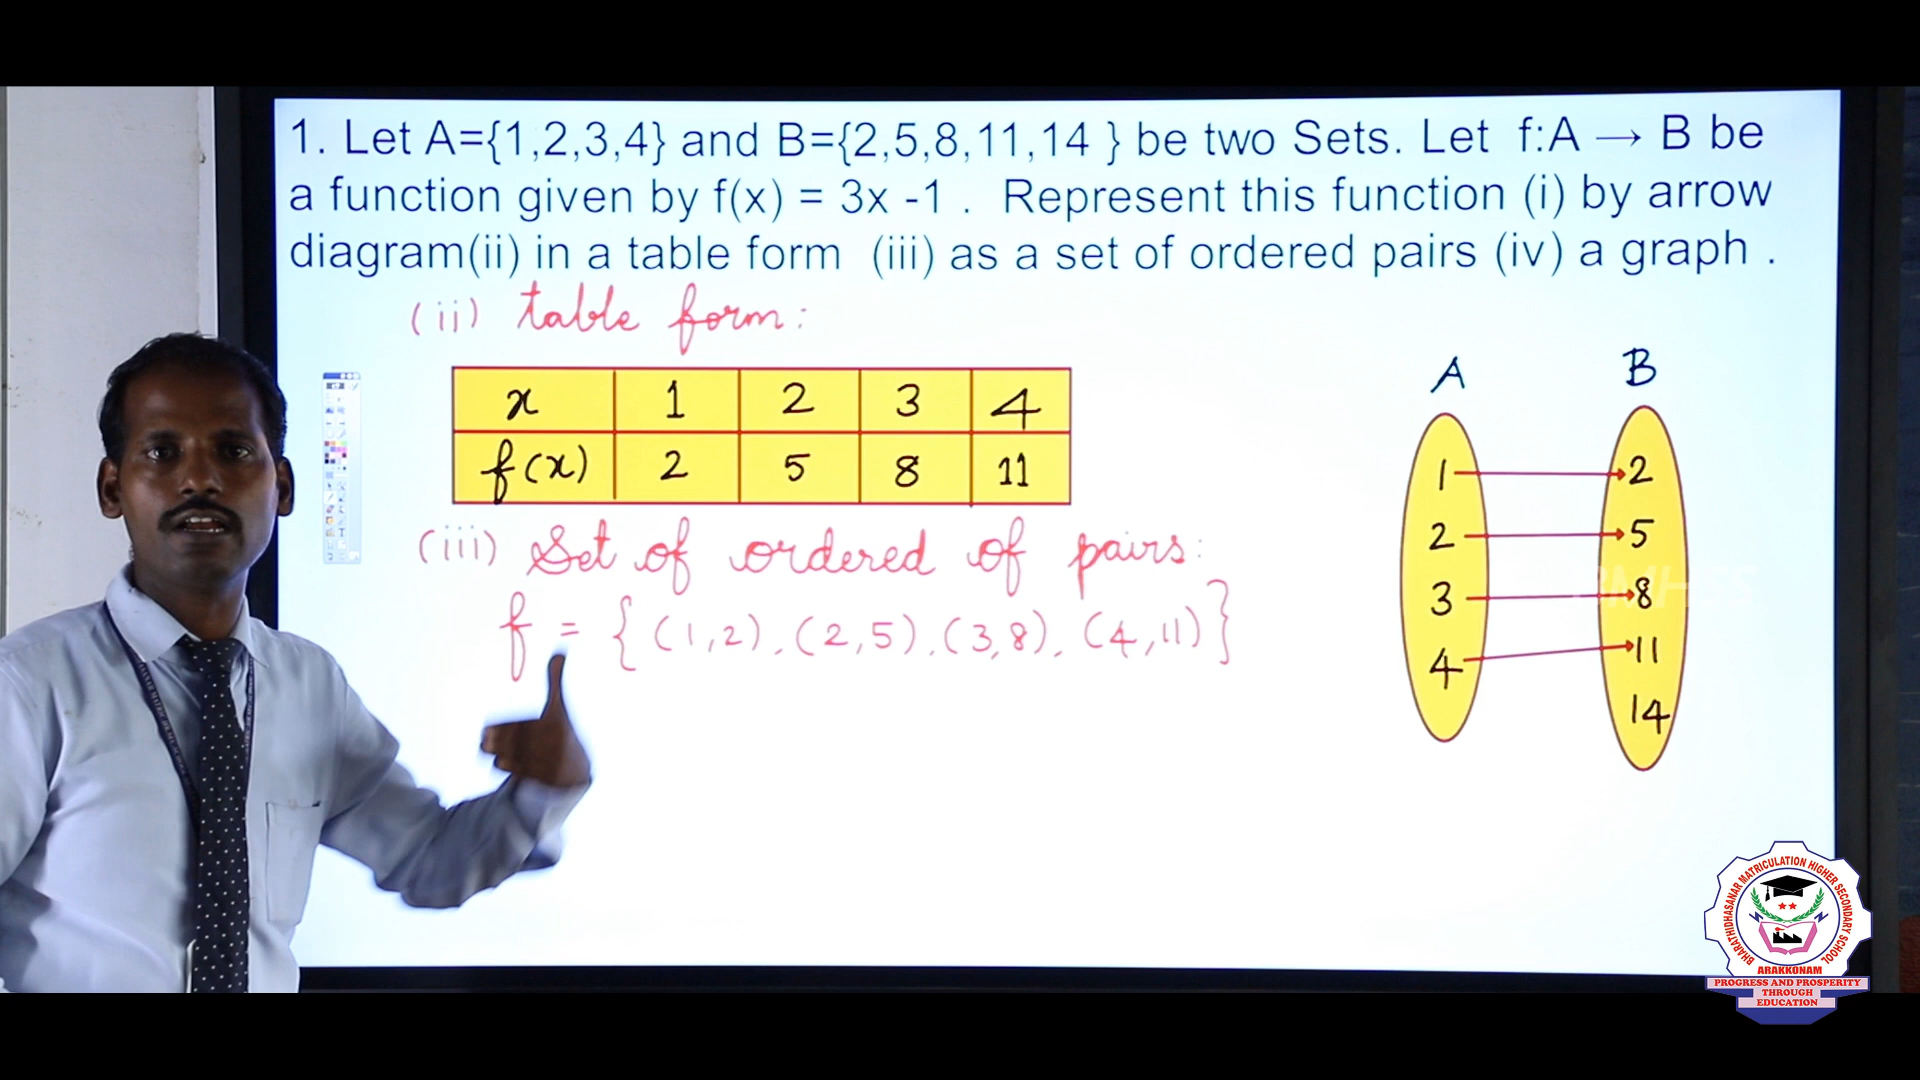 1. Let A={1,2,3,4} and B={2,5,8,11,14 } be two Sets. Let f:A → B be
a function given by f(x) = 3x -1 . Represent this function (i) by arrow
diagram(ii) in a table form (iii) as a set of ordered pairs (iv) a graph .
(ii) table form:
x 1 2 3 4
f(x) 2 5 8 11
(iii) Set of ordered of pairs:
f = {(1,2), (2,5), (3,8), (4,11)}
A B
1 2
2 5
3 8
4 11
14
BMHSS
BHARATHIDHASANAR MATRICULATION HIGHER SECONDARY SCHOOL
ARAKKONAM
PROGRESS AND PROSPERITY
THROUGH
EDUCATION